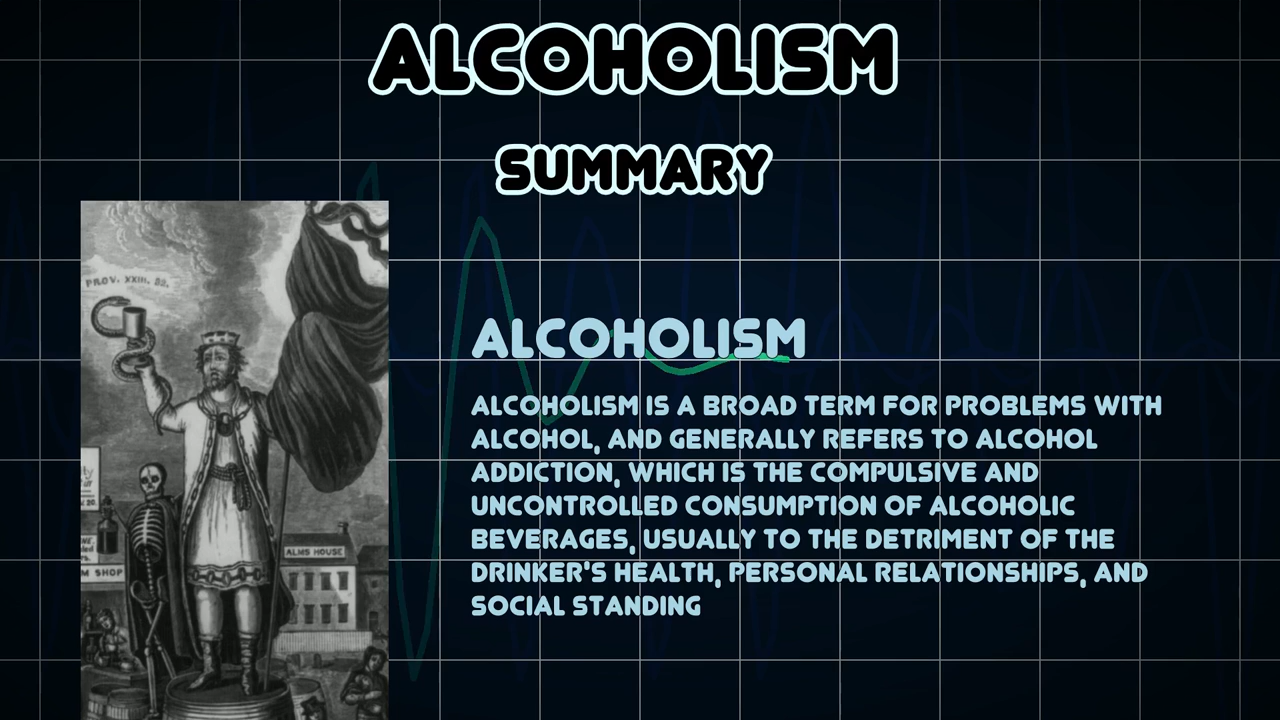 ALCOHOLISM
SUMMARY
PROV. XXIII. 32.
ALCOHOLISM
ALCOHOLISM IS A BROAD TERM FOR PROBLEMS WITH
ALCOHOL, AND GENERALLY REFERS TO ALCOHOL
ADDICTION, WHICH IS THE COMPULSIVE AND
UNCONTROLLED CONSUMPTION OF ALCOHOLIC
BEVERAGES, USUALLY TO THE DETRIMENT OF THE
DRINKER'S HEALTH, PERSONAL RELATIONSHIPS, AND
SOCIAL STANDING
ALMS HOUSE
SHOP